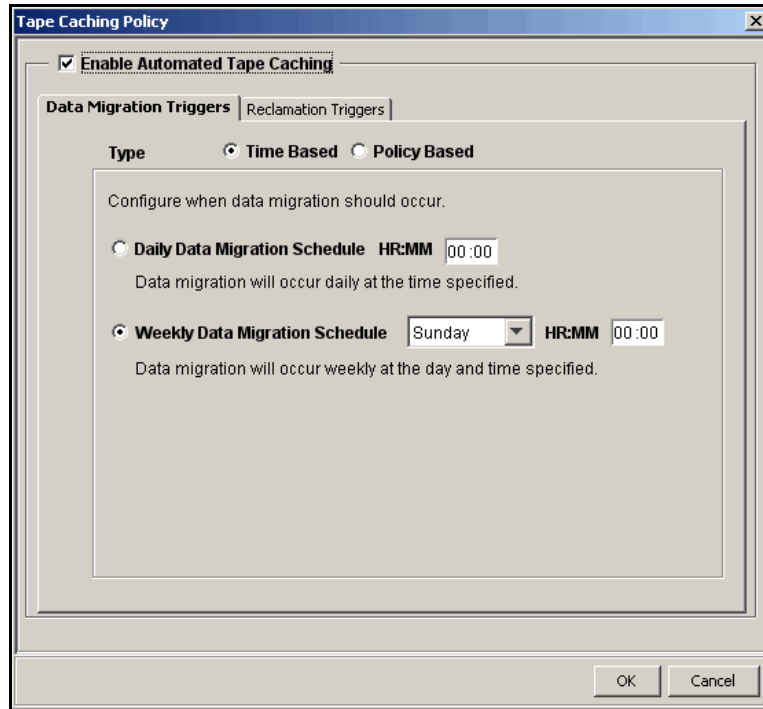 Tape Caching Policy
Enable Automated Tape Caching
Data Migration Triggers Reclamation Triggers
Type Time Based Policy Based
Configure when data migration should occur.
Daily Data Migration Schedule HR:MM 00:00
Data migration will occur daily at the time specified.
Weekly Data Migration Schedule Sunday HR:MM 00:00
Data migration will occur weekly at the day and time specified.
OK Cancel